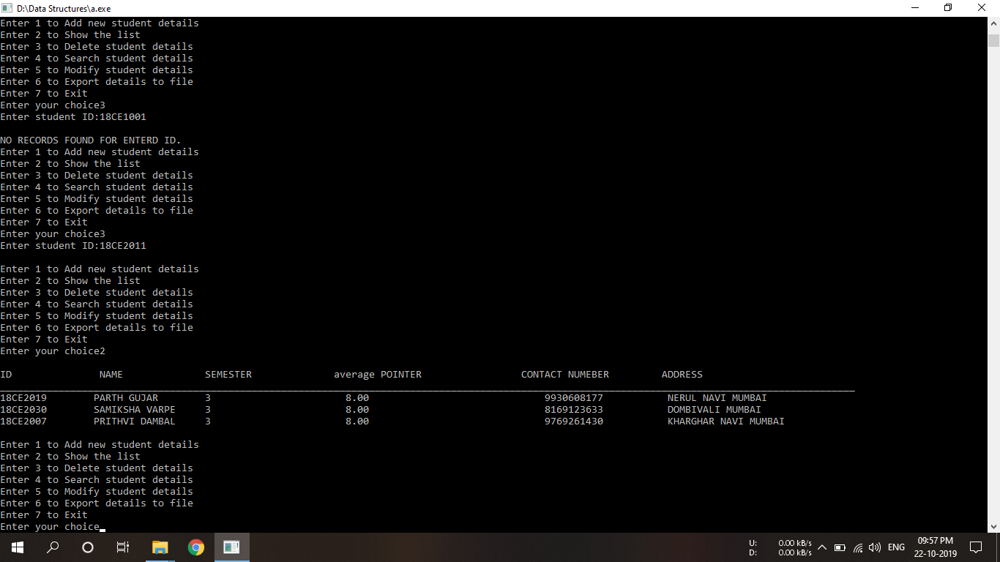 D:\Data Structures\a.exe
Enter 1 to Add new student details
Enter 2 to Show the list
Enter 3 to Delete student details
Enter 4 to Search student details
Enter 5 to Modify student details
Enter 6 to Export details to file
Enter 7 to Exit
Enter your choice3
Enter student ID:18CE1001
NO RECORDS FOUND FOR ENTERD ID.
Enter 1 to Add new student details
Enter 2 to Show the list
Enter 3 to Delete student details
Enter 4 to Search student details
Enter 5 to Modify student details
Enter 6 to Export details to file
Enter 7 to Exit
Enter your choice3
Enter student ID:18CE2011
Enter 1 to Add new student details
Enter 2 to Show the list
Enter 3 to Delete student details
Enter 4 to Search student details
Enter 5 to Modify student details
Enter 6 to Export details to file
Enter 7 to Exit
Enter your choice2
ID NAME SEMESTER average POINTER CONTACT NUMEBER ADDRESS
18CE2019 PARTH GUJAR 3 8.00 9930608177 NERUL NAVI MUMBAI
18CE2030 SAMIKSHA VARPE 3 8.00 8169123633 DOMBIVALI MUMBAI
18CE2007 PRITHVI DAMBAL 3 8.00 9769261430 KHARGHAR NAVI MUMBAI
Enter 1 to Add new student details
Enter 2 to Show the list
Enter 3 to Delete student details
Enter 4 to Search student details
Enter 5 to Modify student details
Enter 6 to Export details to file
Enter 7 to Exit
Enter your choice
U: 0.00 kB/s
D: 0.00 kB/s
ENG
09:57 PM
22-10-2019